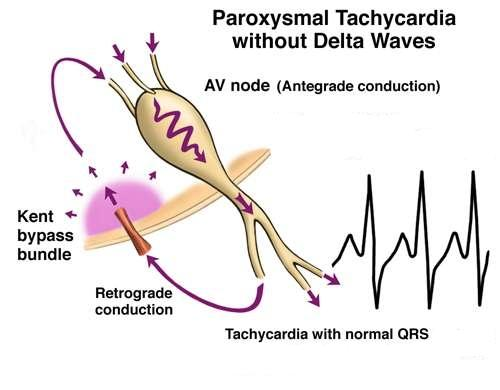 Paroxysmal Tachycardia
without Delta Waves
AV node (Antegrade conduction)
Kent
bypass
bundle
Retrograde
conduction
Tachycardia with normal QRS